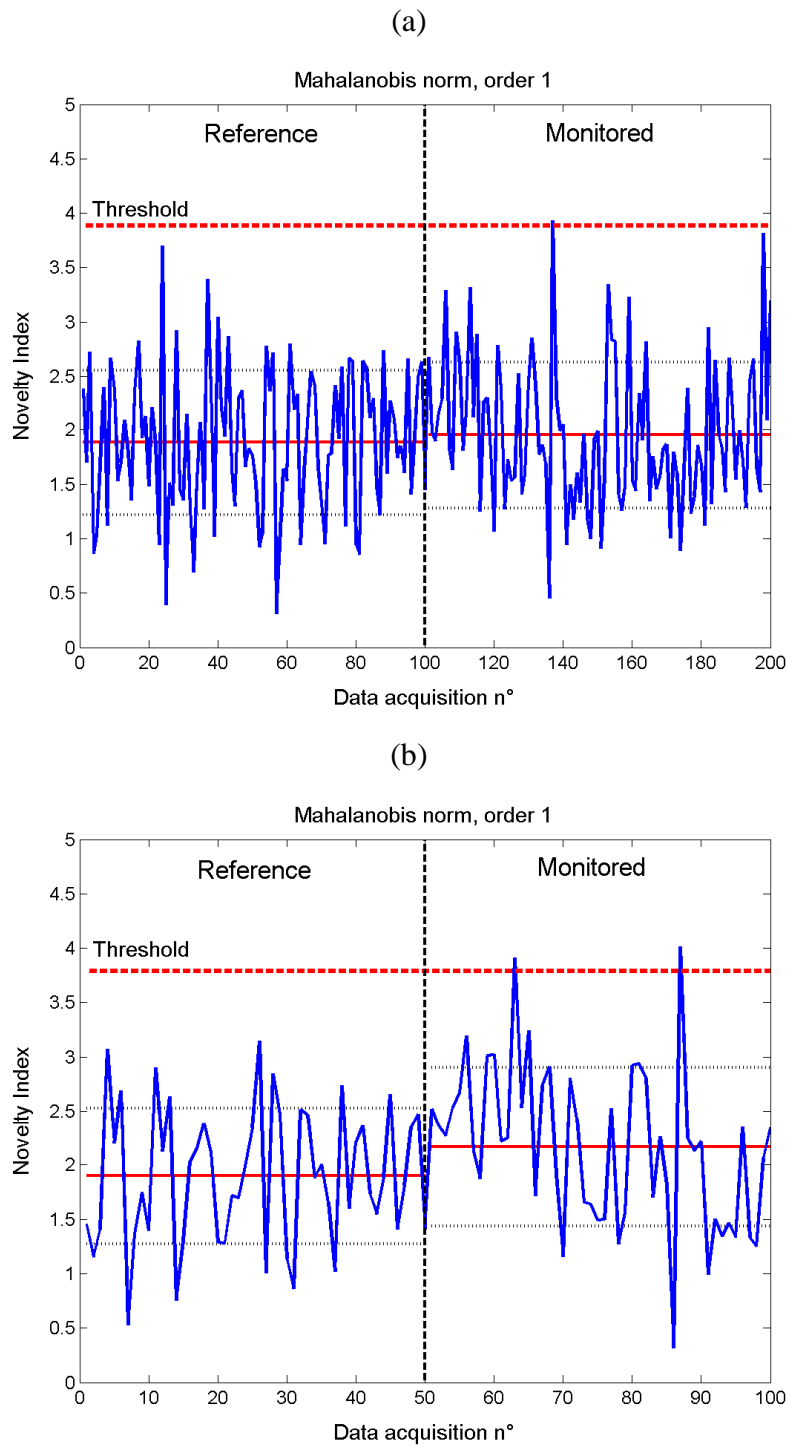 (a)
Mahalanobis norm, order 1
Reference Monitored
Threshold
Novelty Index
5
4.5
4
3.5
3
2.5
2
1.5
1
0.5
0
0 20 40 60 80 100 120 140 160 180 200
Data acquisition n°
(b)
Mahalanobis norm, order 1
Reference Monitored
Threshold
Novelty Index
5
4.5
4
3.5
3
2.5
2
1.5
1
0.5
0
0 10 20 30 40 50 60 70 80 90 100
Data acquisition n°